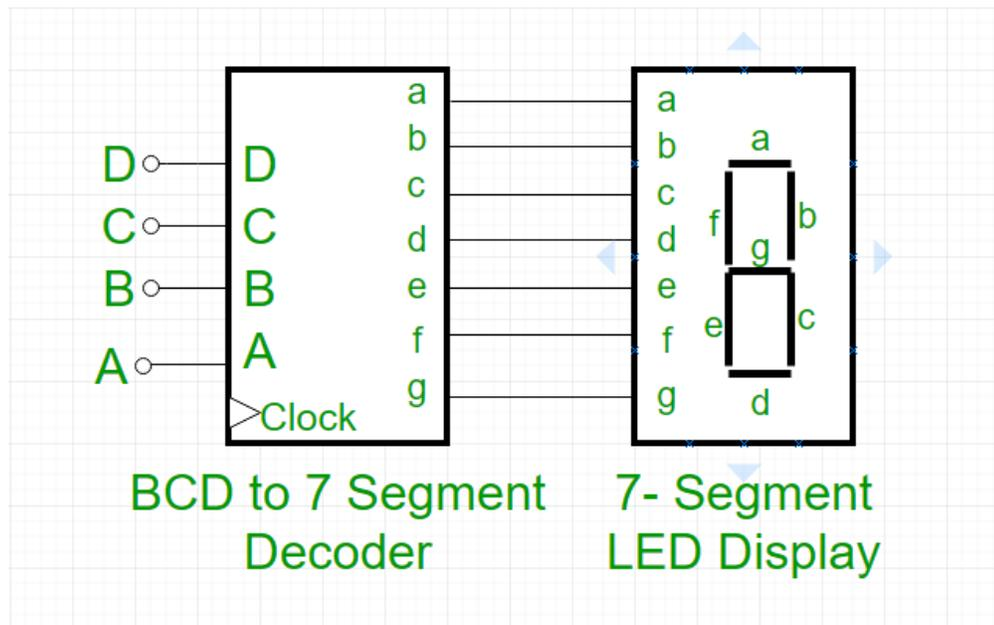 D
C
B
A
D
C
B
A
Clock
a
b
c
d
e
f
g
a
b
c
d
e
f
g
a
f
b
g
e
c
d
BCD to 7 Segment
Decoder
7- Segment
LED Display